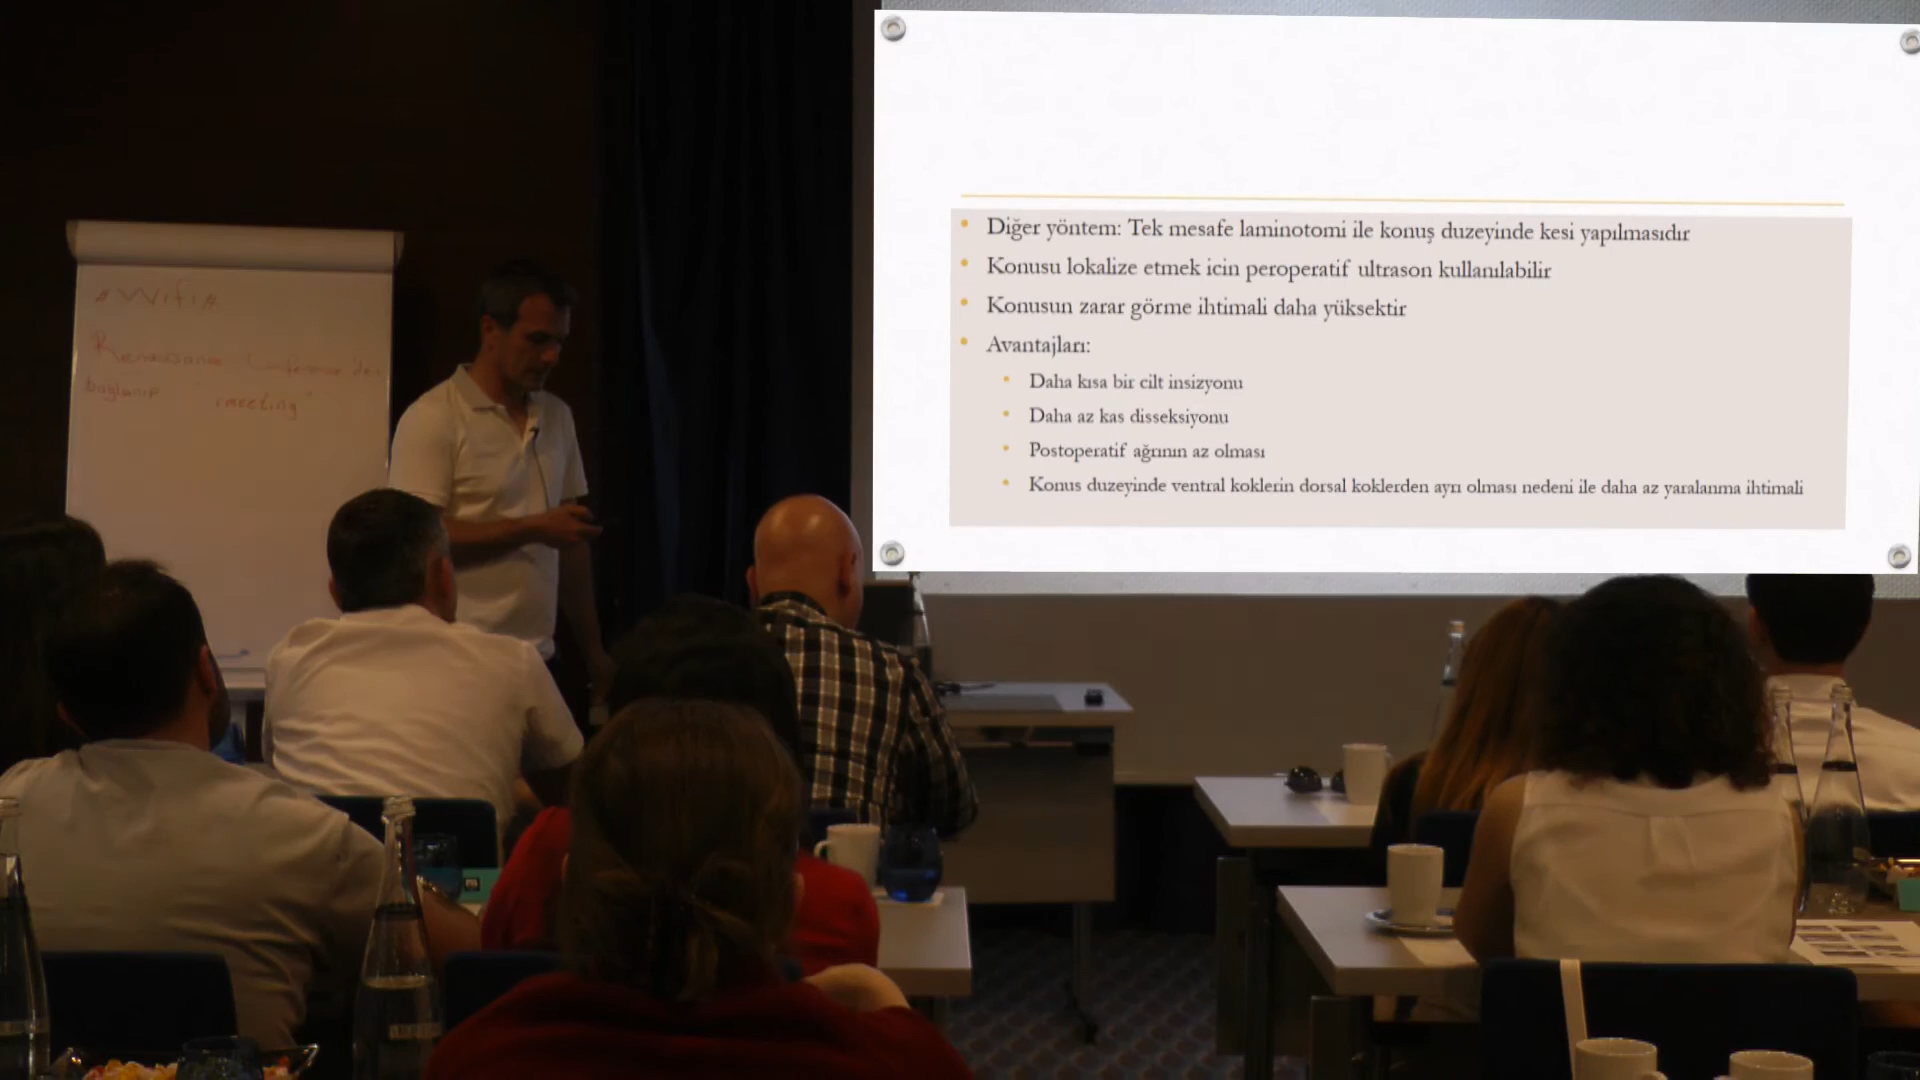 #Wifi#
bağlanıp "meeting"
Diğer yöntem: Tek mesafe laminotomi ile konuş duzeyinde kesi yapılmasıdır
Konusu lokalize etmek icin peroperatif ultrason kullanılabilir
Konusun zarar görme ihtimali daha yüksektir
Avantajları:
Daha kısa bir cilt insizyonu
Daha az kas disseksiyonu
Postoperatif ağrının az olması
Konus duzeyinde ventral koklerin dorsal koklerden ayrı olması nedeni ile daha az yaralanma ihtimali